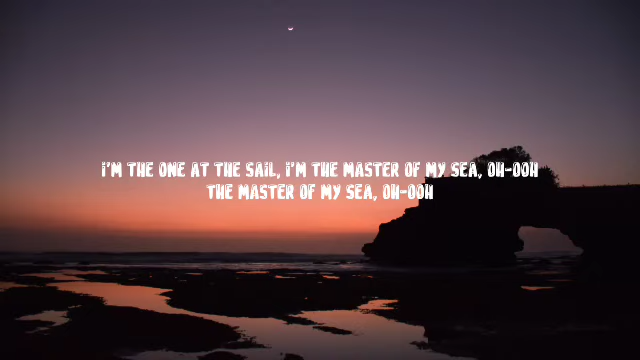 I'M THE ONE AT THE SAIL, I'M THE MASTER OF MY SEA, OH-OOH
THE MASTER OF MY SEA, OH-OOH